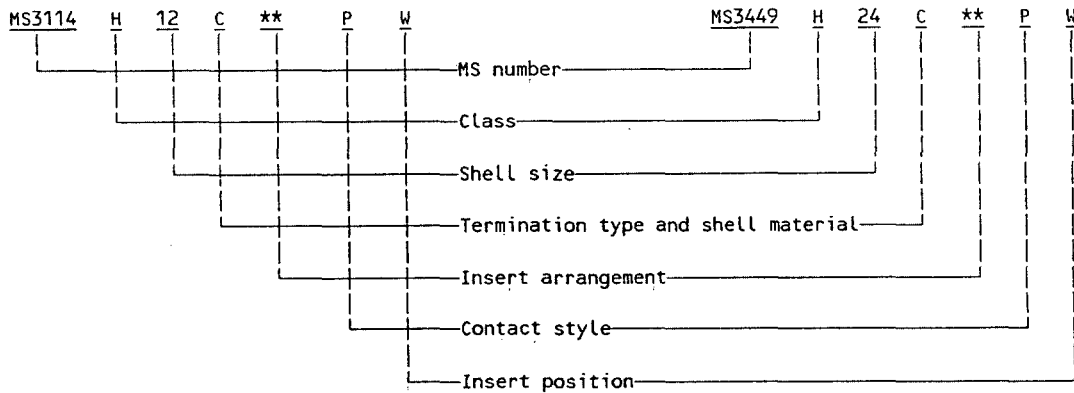 MS3114 H 12 C ** P W MS3449 H 24 C ** P W
MS number
Class
Shell size
Termination type and shell material
Insert arrangement
Contact style
Insert position